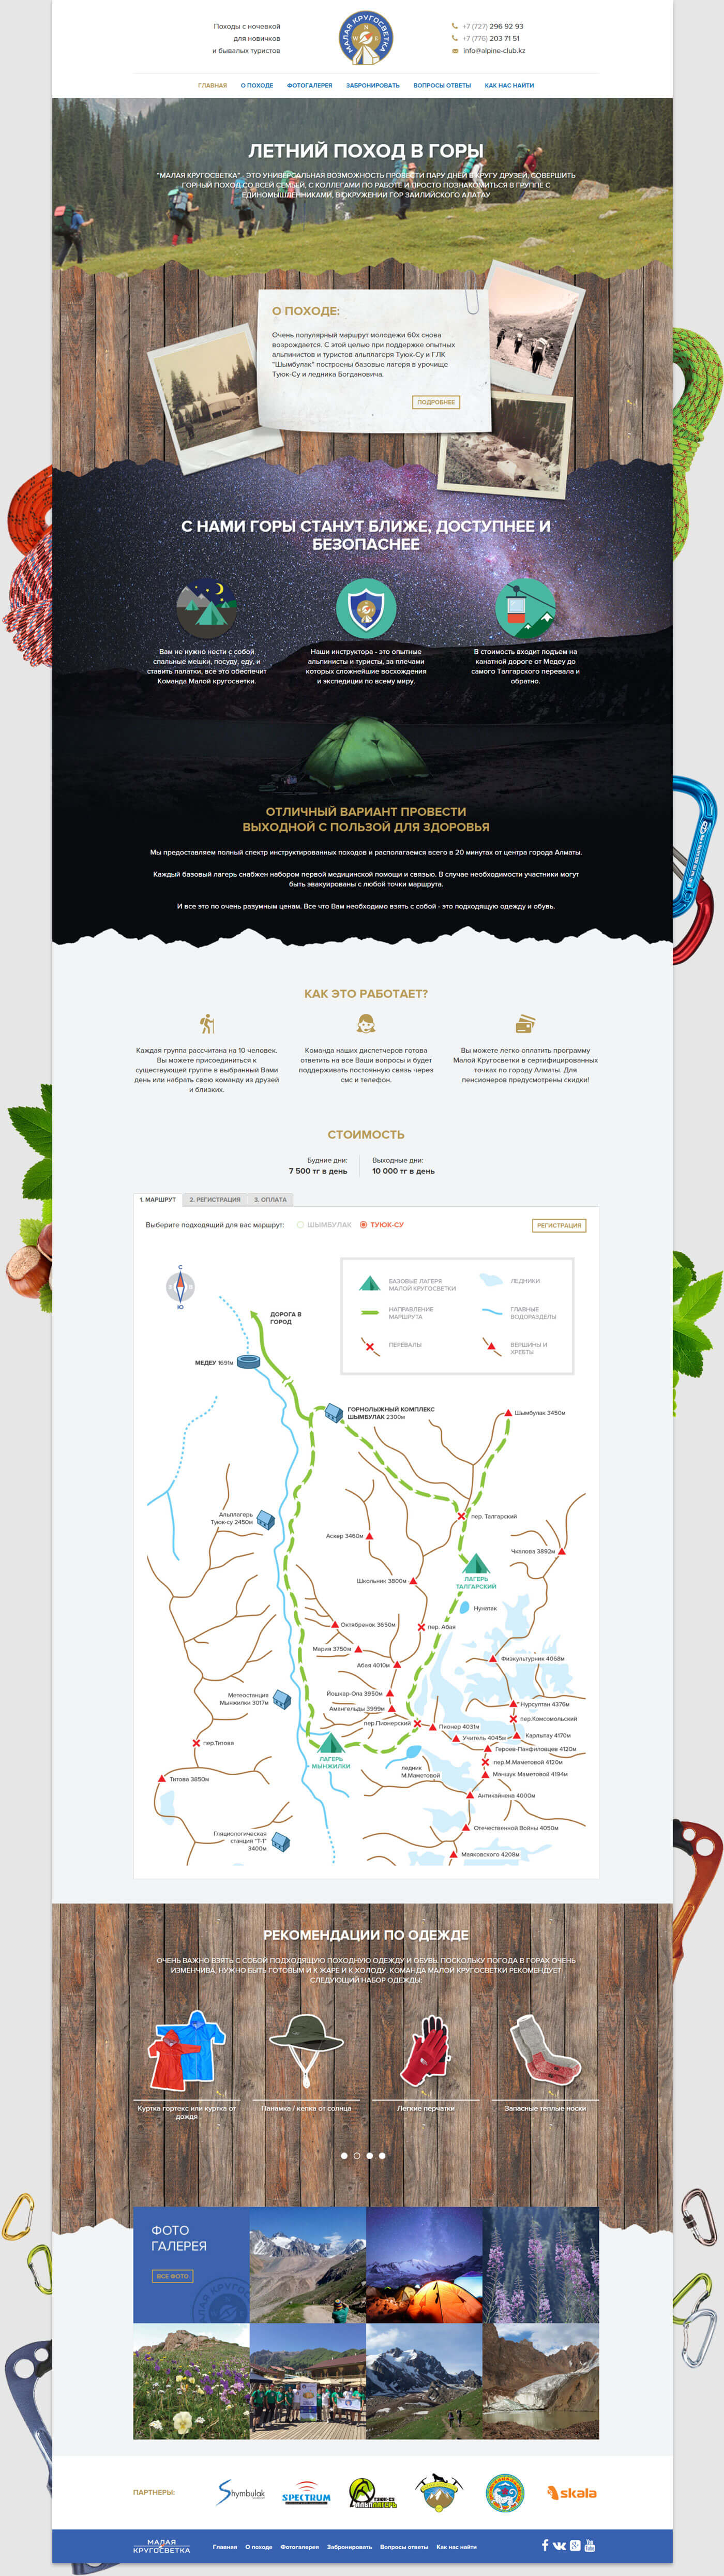 Походы с ночевкой
для новичков
и бывалых туристов
МАЛАЯ КРУГОСВЕТКА
N
W
E
+7 (727) 296 92 93
+7 (776) 203 71 51
info@alpine-club.kz
ГЛАВНАЯ О ПОХОДЕ ФОТОГАЛЕРЕЯ ЗАБРОНИРОВАТЬ ВОПРОСЫ ОТВЕТЫ КАК НАС НАЙТИ
ЛЕТНИЙ ПОХОД В ГОРЫ
"МАЛАЯ КРУГОСВЕТКА" - ЭТО УНИВЕРСАЛЬНАЯ ВОЗМОЖНОСТЬ ПРОВЕСТИ ПАРУ ДНЕЙ В КРУГУ ДРУЗЕЙ, СОВЕРШИТЬ
ГОРНЫЙ ПОХОД СО ВСЕЙ СЕМЬЕЙ, С КОЛЛЕГАМИ ПО РАБОТЕ И ПРОСТО ПОЗНАКОМИТЬСЯ В ГРУППЕ С
ЕДИНОМЫШЛЕННИКАМИ, В ОКРУЖЕНИИ ГОР ЗАИЛИЙСКОГО АЛАТАУ
О ПОХОДЕ:
Очень популярный маршрут молодежи 60х снова
возрождается. С этой целью при поддержке опытных
альпинистов и туристов альплагеря Туюк-Су и ГЛК
"Шымбулак" построены базовые лагеря в урочище
Туюк-Су и ледника Богдановича.
ПОДРОБНЕЕ
С НАМИ ГОРЫ СТАНУТ БЛИЖЕ, ДОСТУПНЕЕ И
БЕЗОПАСНЕЕ
Вам не нужно нести с собой
спальные мешки, посуду, еду, и
ставить палатки, все это обеспечит
Команда Малой кругосветки.
Наши инструктора - это опытные
альпинисты и туристы, за плечами
которых сложнейшие восхождения
и экспедиции по всему миру.
В стоимость входит подъем на
канатной дороге от Медеу до
самого Талгарского перевала и
обратно.
ОТЛИЧНЫЙ ВАРИАНТ ПРОВЕСТИ
ВЫХОДНОЙ С ПОЛЬЗОЙ ДЛЯ ЗДОРОВЬЯ
Мы предоставляем полный спектр инструктированных походов и располагаемся всего в 20 минутах от центра города Алматы.
Каждый базовый лагерь снабжен набором первой медицинской помощи и связью. В случае необходимости участники могут
быть эвакуированы с любой точки маршрута.
И все это по очень разумным ценам. Все что Вам необходимо взять с собой - это подходящую одежду и обувь.
КАК ЭТО РАБОТАЕТ?
Каждая группа рассчитана на 10 человек.
Вы можете присоединиться к
существующей группе в выбранный Вами
день или набрать свою команду из друзей
и близких.
Команда наших диспетчеров готова
ответить на все Ваши вопросы и будет
поддерживать постоянную связь через
смс и телефон.
Вы можете легко оплатить программу
Малой Кругосветки в сертифицированных
точках по городу Алматы. Для
пенсионеров предусмотрены скидки!
СТОИМОСТЬ
Будние дни:
7 500 тг в день
Выходные дни:
10 000 тг в день
1. МАРШРУТ 2. РЕГИСТРАЦИЯ 3. ОПЛАТА
Выберите подходящий для вас маршрут: ШЫМБУЛАК ТУЮК-СУ РЕГИСТРАЦИЯ
С
Ю
БАЗОВЫЕ ЛАГЕРЯ
МАЛОЙ КРУГОСВЕТКИ
ЛЕДНИКИ
НАПРАВЛЕНИЕ
МАРШРУТА
ГЛАВНЫЕ
ВОДОРАЗДЕЛЫ
ПЕРЕВАЛЫ
ВЕРШИНЫ И
ХРЕБТЫ
ДОРОГА В
ГОРОД
МЕДЕУ 1691м
ГОРНОЛЫЖНЫЙ КОМПЛЕКС
ШЫМБУЛАК 2300м
Шымбулак 3450м
Альплагерь
Туюк-су 2450м
пер. Талгарский
Аскер 3460м
Чкалова 3892м
Школьник 3800м
ЛАГЕРЬ
ТАЛГАРСКИЙ
Нунатак
Октябрёнок 3650м
пер. Абая
Мария 3750м
Абая 4010м
Физкультурник 4068м
Йошкар-Ола 3950м
Метеостанция
Мынжилки 3017м
Амангельды 3999м
Нурсултан 4376м
пер.Пионерский
Пионер 4031м
пер.Комсомольский
пер.Титова
Учитель 4045м
Карлытау 4170м
Героев-Панфиловцев 4120м
ЛАГЕРЬ
МЫНЖИЛКИ
ледник
М.Маметовой
пер.М.Маметовой 4120м
Маншук Маметовой 4194м
Титова 3850м
Антикайнена 4000м
Гляциологическая
станция "Т-1"
3400м
Отечественной Войны 4050м
Маяковского 4208м
РЕКОМЕНДАЦИИ ПО ОДЕЖДЕ
ОЧЕНЬ ВАЖНО ВЗЯТЬ С СОБОЙ ПОДХОДЯЩУЮ ПОХОДНУЮ ОДЕЖДУ И ОБУВЬ. ПОСКОЛЬКУ ПОГОДА В ГОРАХ ОЧЕНЬ
ИЗМЕНЧИВА, НУЖНО БЫТЬ ГОТОВЫМ И К ЖАРЕ И К ХОЛОДУ. КОМАНДА МАЛОЙ КРУГОСВЕТКИ РЕКОМЕНДУЕТ
СЛЕДУЮЩИЙ НАБОР ОДЕЖДЫ:
Куртка гортекс или куртка от
дождя
Панамка / кепка от солнца
Легкие перчатки
Запасные теплые носки
ФОТО
ГАЛЕРЕЯ
ВСЕ ФОТО
ПАРТНЕРЫ:
Shymbulak
SPECTRUM
ТУЮК-СУ
АЛЬПЛАГЕРЬ
skala
МАЛАЯ
КРУГОСВЕТКА
Главная О походе Фотогалерея Забронировать Вопросы ответы Как нас найти